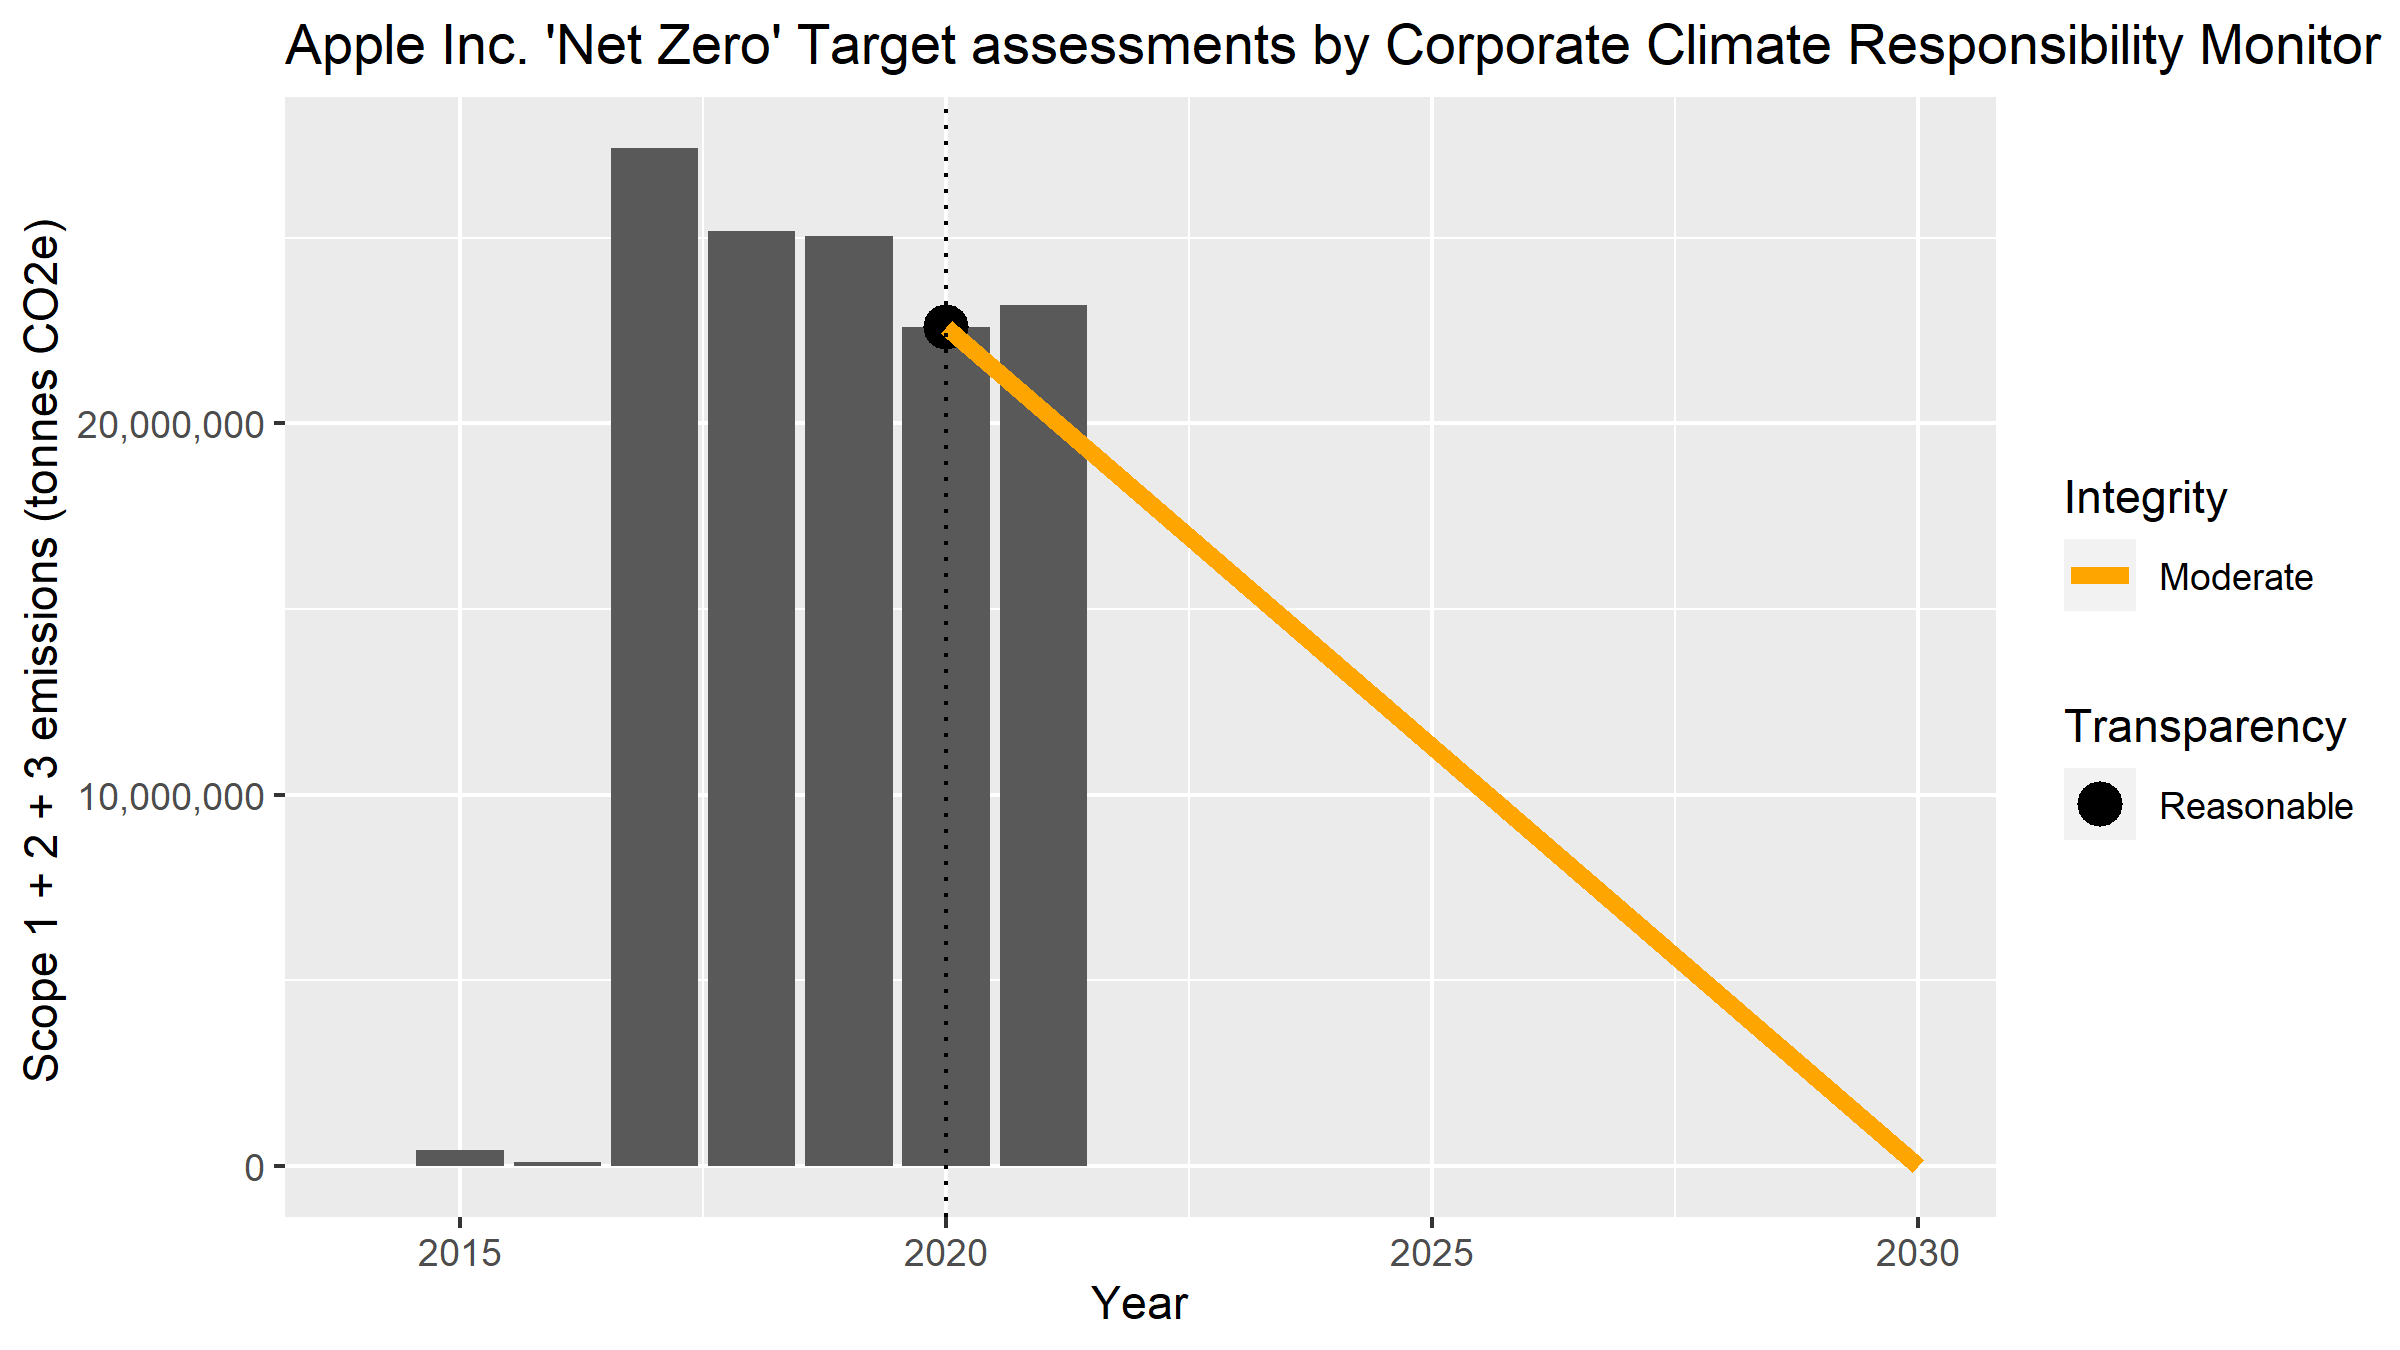 Apple Inc. 'Net Zero' Target assessments by Corporate Climate Responsibility Monitor
Scope 1 + 2 + 3 emissions (tonnes CO2e)
20,000,000
10,000,000
0
2015
2020
2025
2030
Year
Integrity
Moderate
Transparency
Reasonable